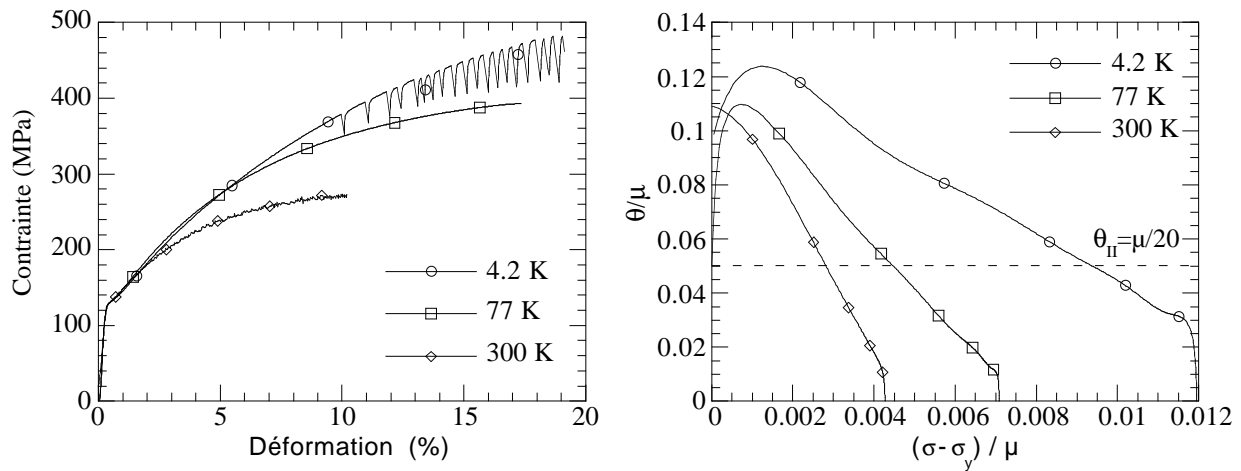 500
400
300
200
100
0
Contrainte (MPa)
4.2 K
77 K
300 K
0 5 10 15 20
Déformation (%)
0.14
0.12
0.1
0.08
0.06
0.04
0.02
0
θ/μ
4.2 K
77 K
300 K
θ_II=μ/20
0 0.002 0.004 0.006 0.008 0.01 0.012
(σ-σ_y) / μ